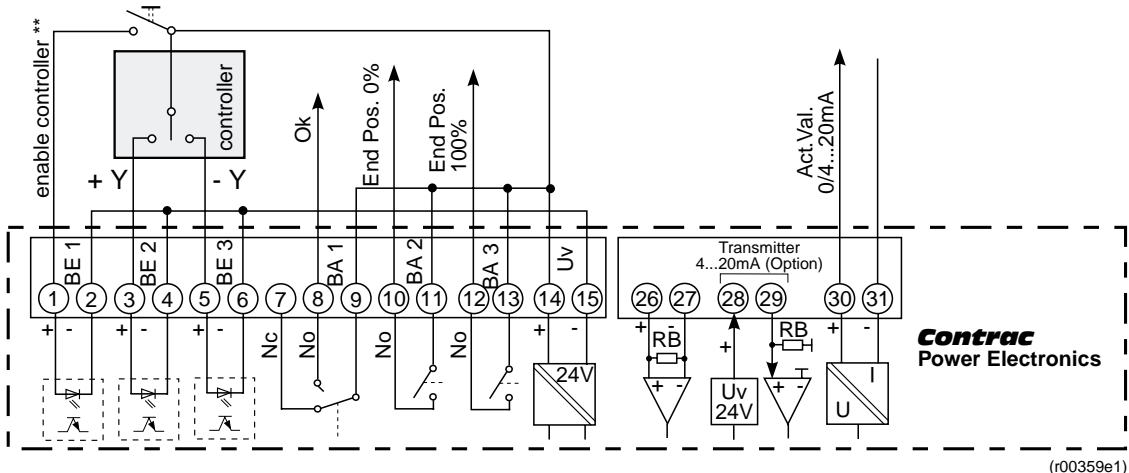 enable controller **
controller
+ Y
- Y
Ok
End Pos. 0%
End Pos.
100%
Act.Val.
0/4...20mA
BE 1
BE 2
BE 3
BA 1
BA 2
BA 3
Uv
Transmitter
4...20mA (Option)
1 2 3 4 5 6 7 8 9 10 11 12 13 14 15
26 27 28 29 30 31
+ - + - + - Nc No No No + -
+ - + + -
RB
RB
24V
+ -
Uv
24V
+ -
I
U
Contrac
Power Electronics
(r00359e1)